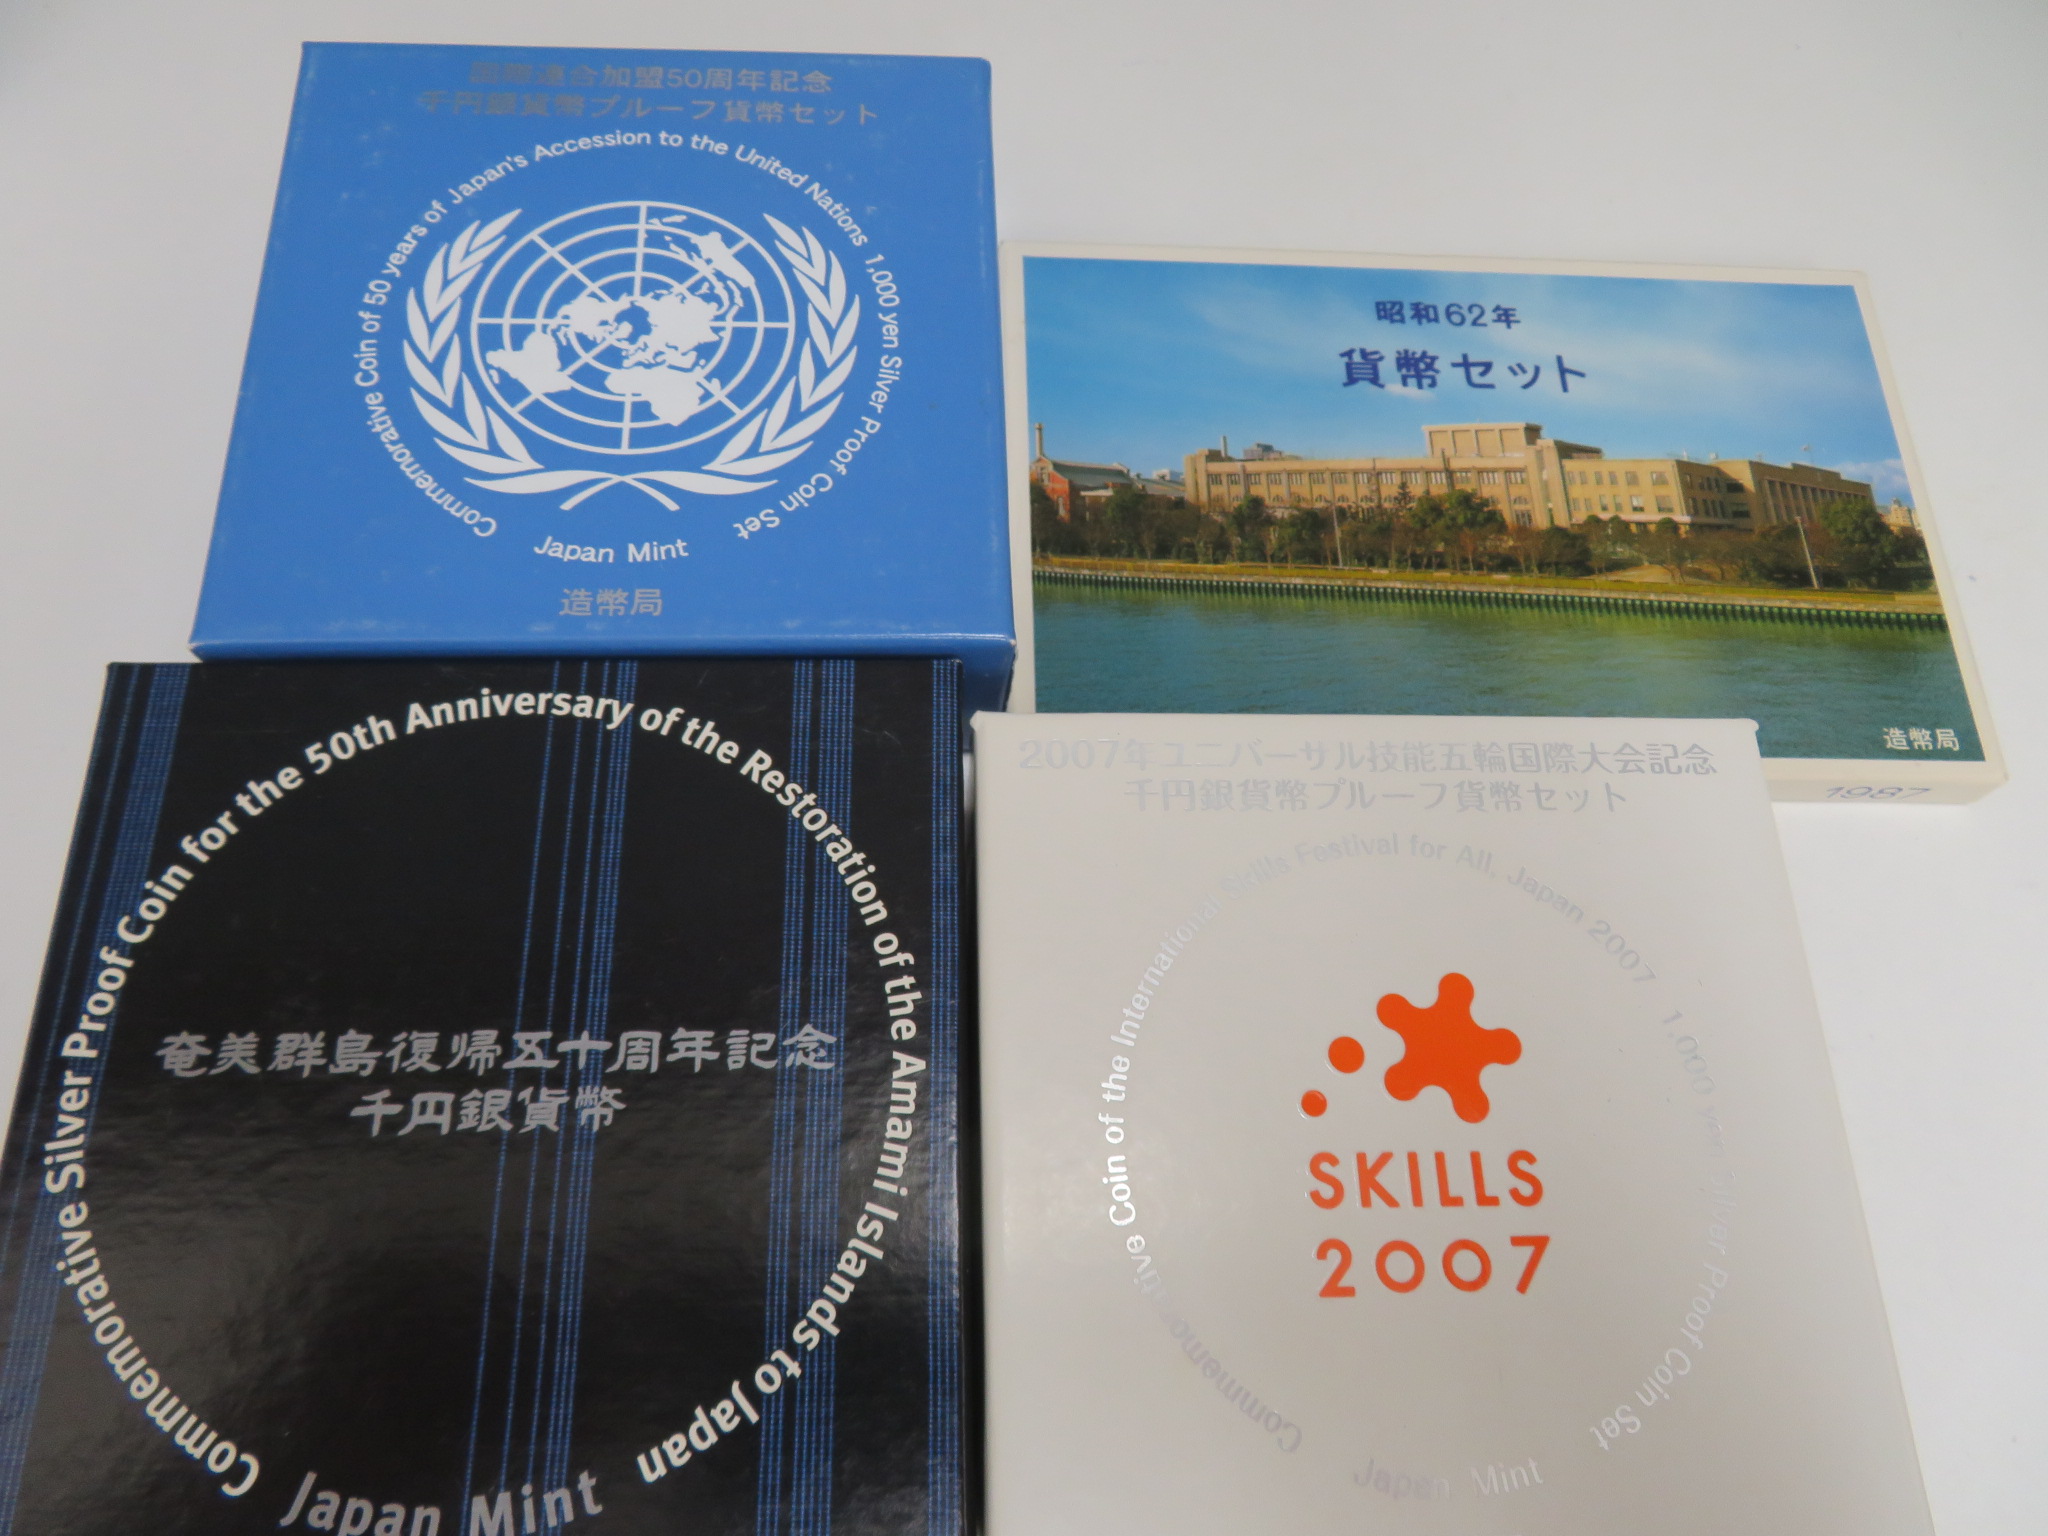 国際連合加盟50周年記念
千円銀貨幣プルーフ貨幣セット
Commemorative Coin of 50 years of Japan's Accession to the United Nations 1,000 yen Silver Proof Coin Set
Japan Mint
造幣局
昭和62年
貨幣セット
造幣局
1987
Commemorative Silver Proof Coin for the 50th Anniversary of the Restoration of the Amami Islands to Japan
奄美群島復帰五十周年記念
千円銀貨幣
Japan Mint
2007年ユニバーサル技能五輪国際大会記念
千円銀貨幣プルーフ貨幣セット
Commemorative Coin of the International Skills Festival for All, Japan 2007 1,000 yen Silver Proof Coin Set
SKILLS
2007
Japan Mint